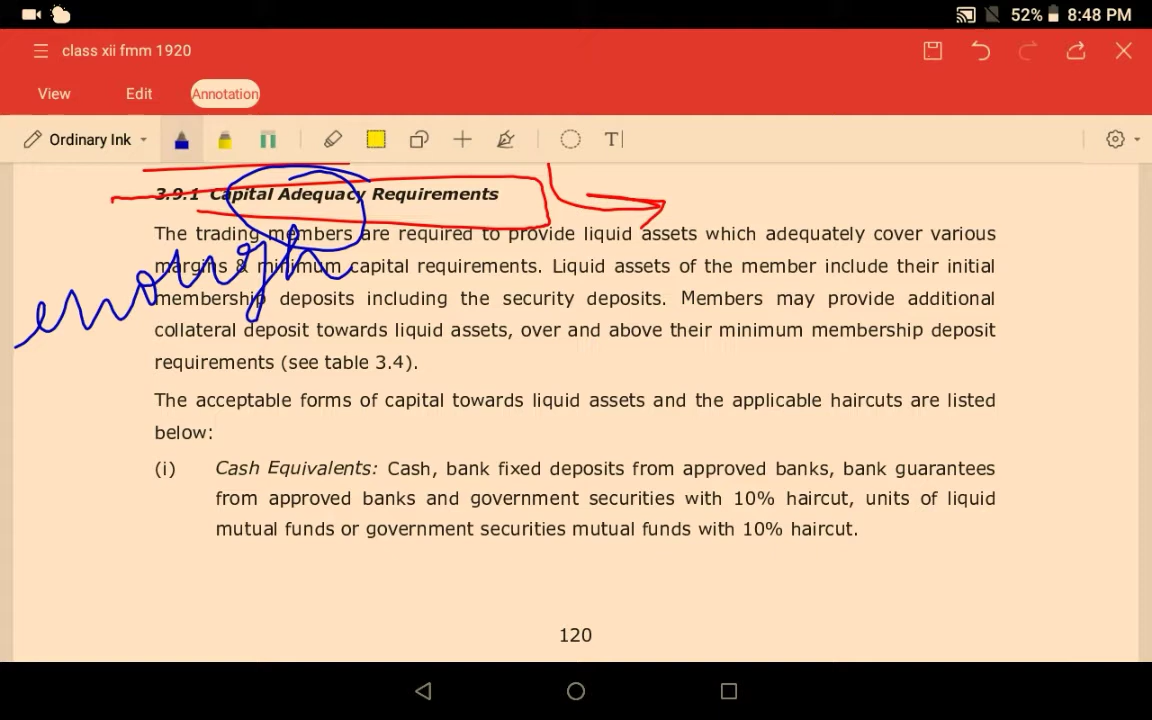 52% 8:48 PM
class xii fmm 1920
View Edit Annotation
Ordinary Ink T
3.9.1 Capital Adequacy Requirements
The trading members are required to provide liquid assets which adequately cover various
margins & minimum capital requirements. Liquid assets of the member include their initial
membership deposits including the security deposits. Members may provide additional
collateral deposit towards liquid assets, over and above their minimum membership deposit
requirements (see table 3.4).
enough
The acceptable forms of capital towards liquid assets and the applicable haircuts are listed
below:
(i) Cash Equivalents: Cash, bank fixed deposits from approved banks, bank guarantees
from approved banks and government securities with 10% haircut, units of liquid
mutual funds or government securities mutual funds with 10% haircut.
120